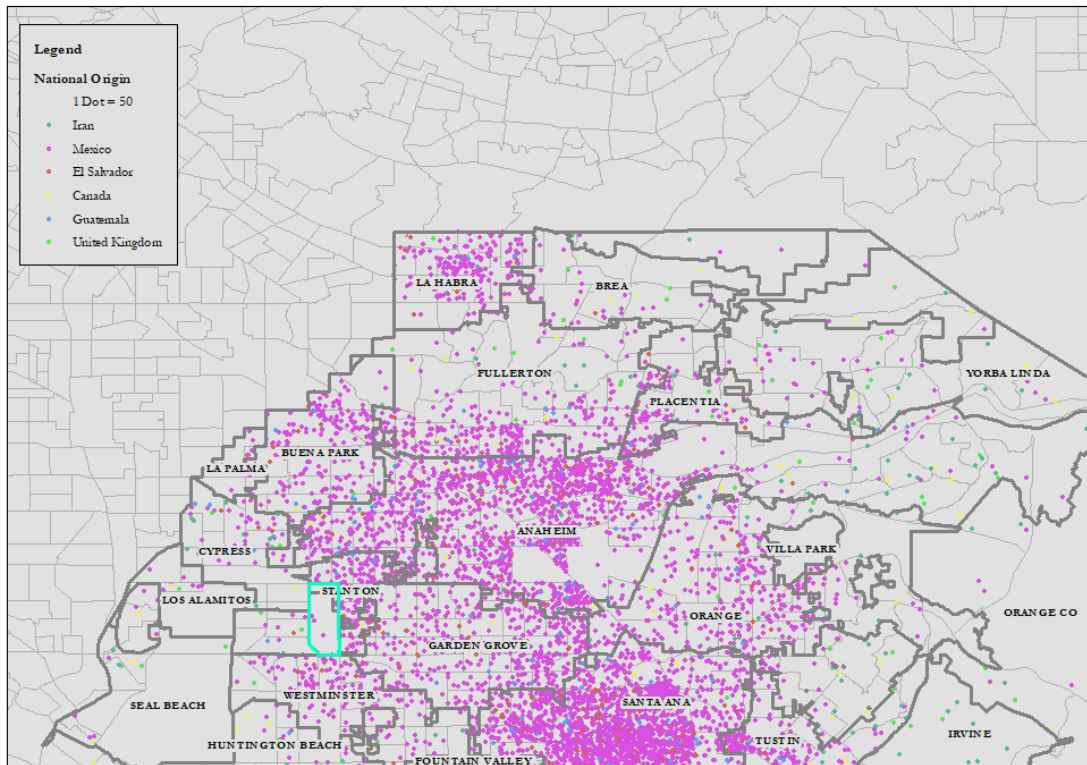 Legend
National Origin
1 Dot = 50
Iran
Mexico
El Salvador
Canada
Guatemala
United Kingdom
LA HABRA
BREA
FULLERTON
YORBA LINDA
PLACENTIA
BUENA PARK
LA PALMA
ANAHEIM
CYPRESS
VILLA PARK
STANTON
LOS ALAMITOS
ORANGE CO
ORANGE
GARDEN GROVE
WESTMINSTER
SANTA ANA
SEAL BEACH
IRVINE
TUSTIN
HUNTINGTON BEACH
FOUNTAIN VALLEY